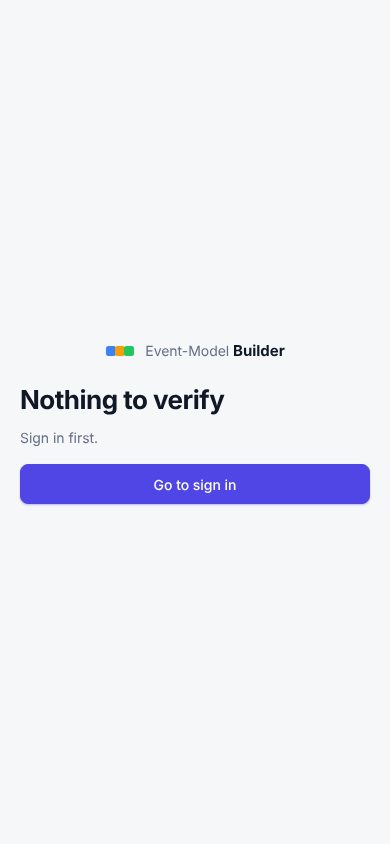 Event-Model Builder
Nothing to verify
Sign in first.
Go to sign in